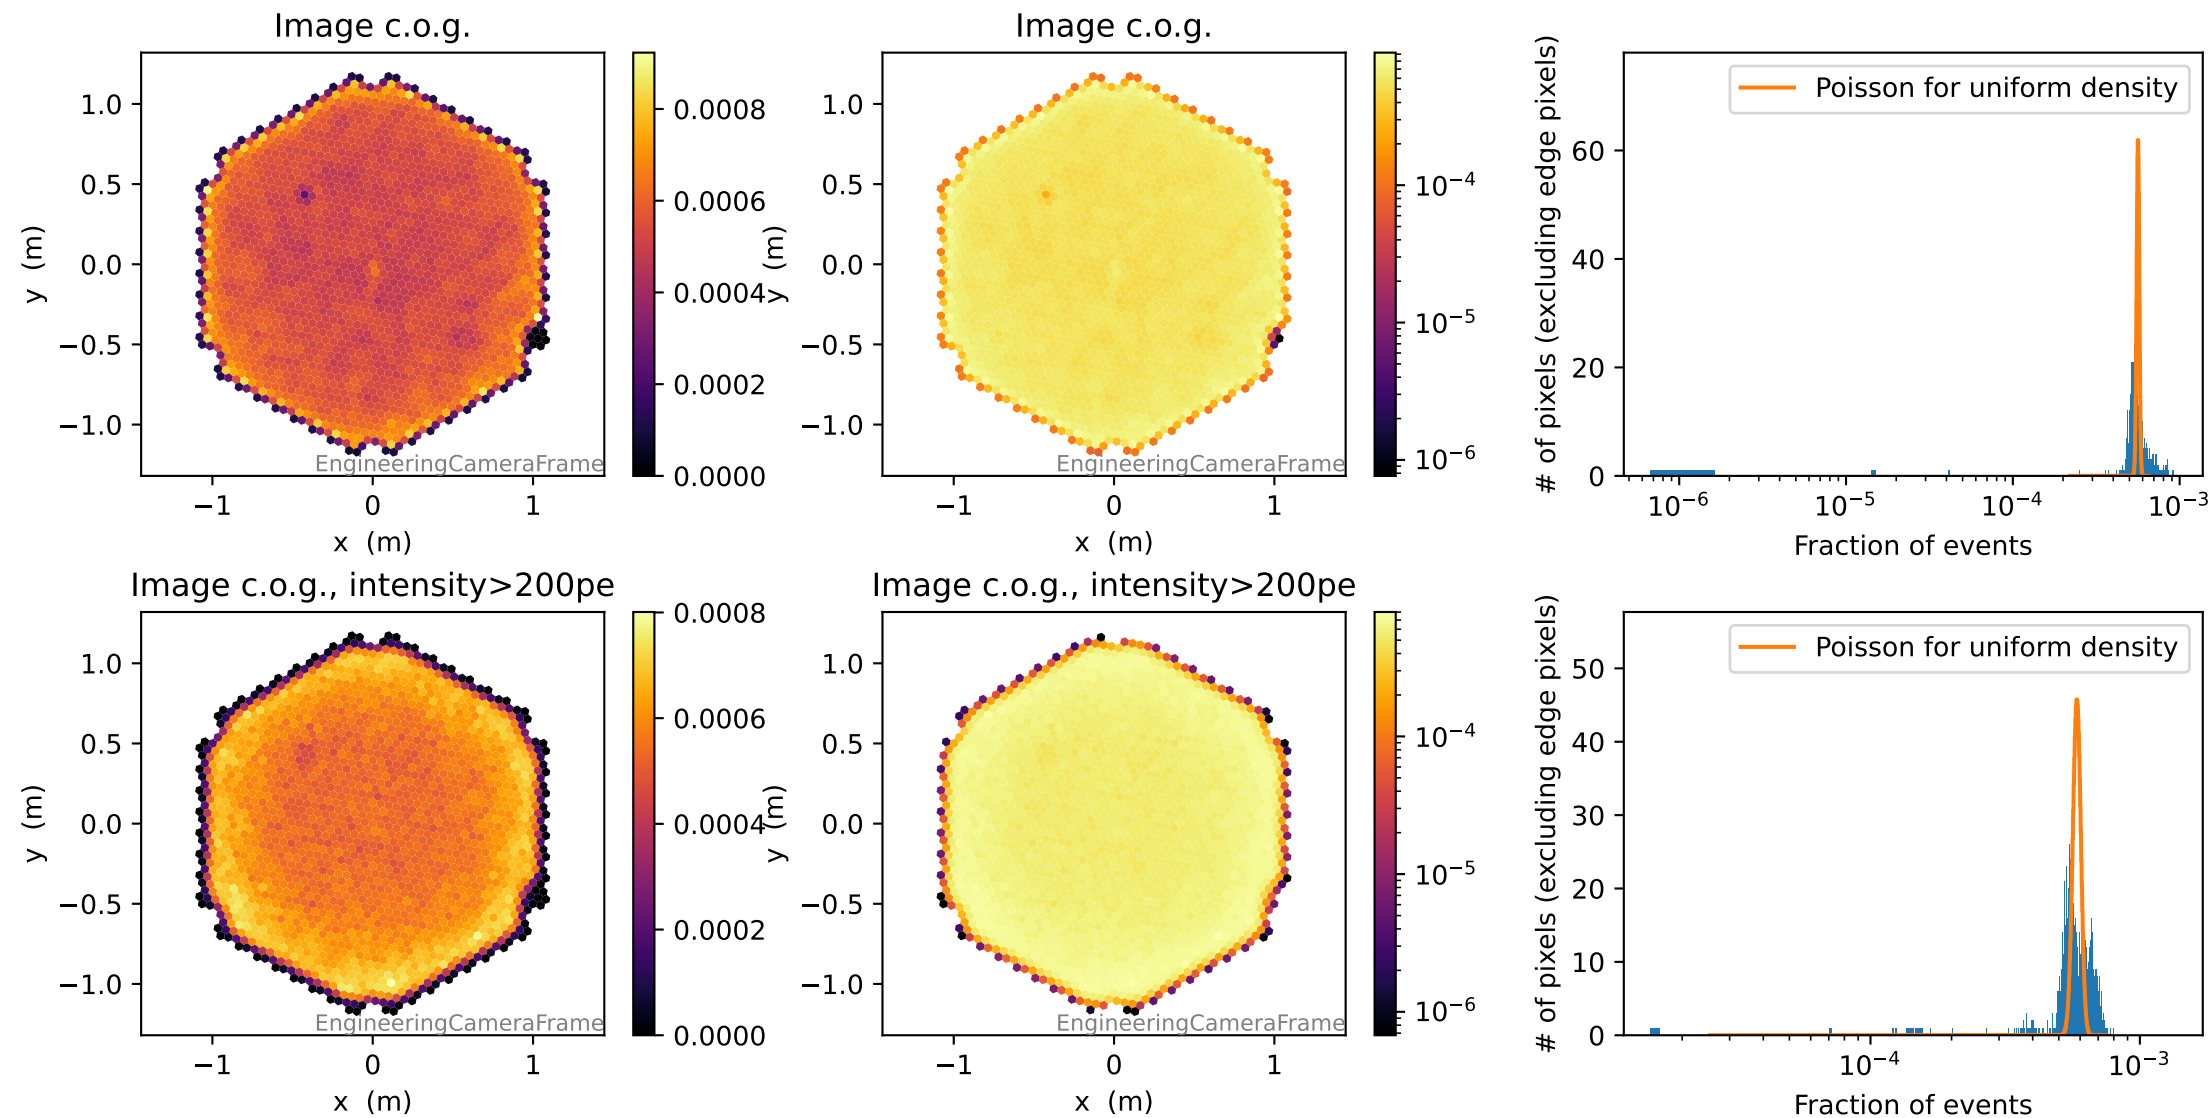 Image c.o.g.
y (m)
1.0
0.5
0.0
−0.5
−1.0
−1
0
1
x (m)
EngineeringCameraFrame
0.0008
0.0006
0.0004
0.0002
0.0000
Image c.o.g.
y (m)
1.0
0.5
0.0
−0.5
−1.0
−1
0
1
x (m)
EngineeringCameraFrame
10⁻⁴
10⁻⁵
10⁻⁶
# of pixels (excluding edge pixels)
Poisson for uniform density
60
40
20
0
10⁻⁶
10⁻⁵
10⁻⁴
10⁻³
Fraction of events
Image c.o.g., intensity>200pe
y (m)
1.0
0.5
0.0
−0.5
−1.0
−1
0
1
x (m)
EngineeringCameraFrame
0.0008
0.0006
0.0004
0.0002
0.0000
Image c.o.g., intensity>200pe
y (m)
1.0
0.5
0.0
−0.5
−1.0
−1
0
1
x (m)
EngineeringCameraFrame
10⁻⁴
10⁻⁵
10⁻⁶
# of pixels (excluding edge pixels)
Poisson for uniform density
50
40
30
20
10
0
10⁻⁴
10⁻³
Fraction of events